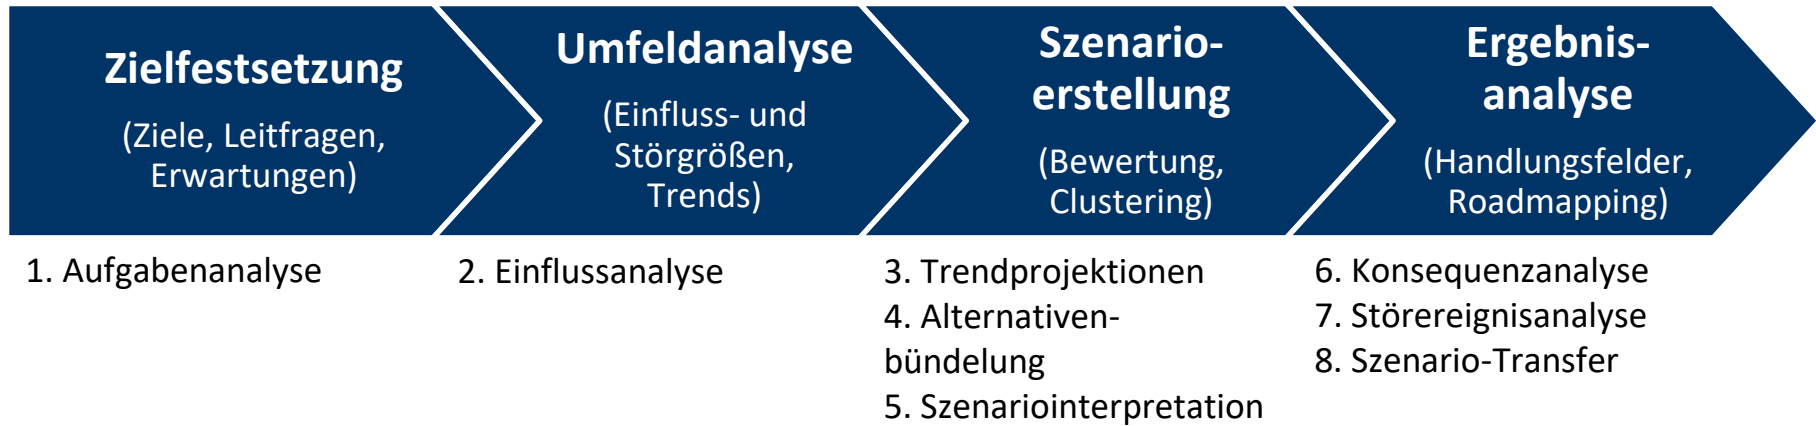 Zielfestsetzung
(Ziele, Leitfragen,
Erwartungen)
Umfeldanalyse
(Einfluss- und
Störgrößen,
Trends)
Szenario-
erstellung
(Bewertung,
Clustering)
Ergebnis-
analyse
(Handlungsfelder,
Roadmapping)
1. Aufgabenanalyse
2. Einflussanalyse
3. Trendprojektionen
4. Alternativen-
bündelung
5. Szenariointerpretation
6. Konsequenzanalyse
7. Störereignisanalyse
8. Szenario-Transfer